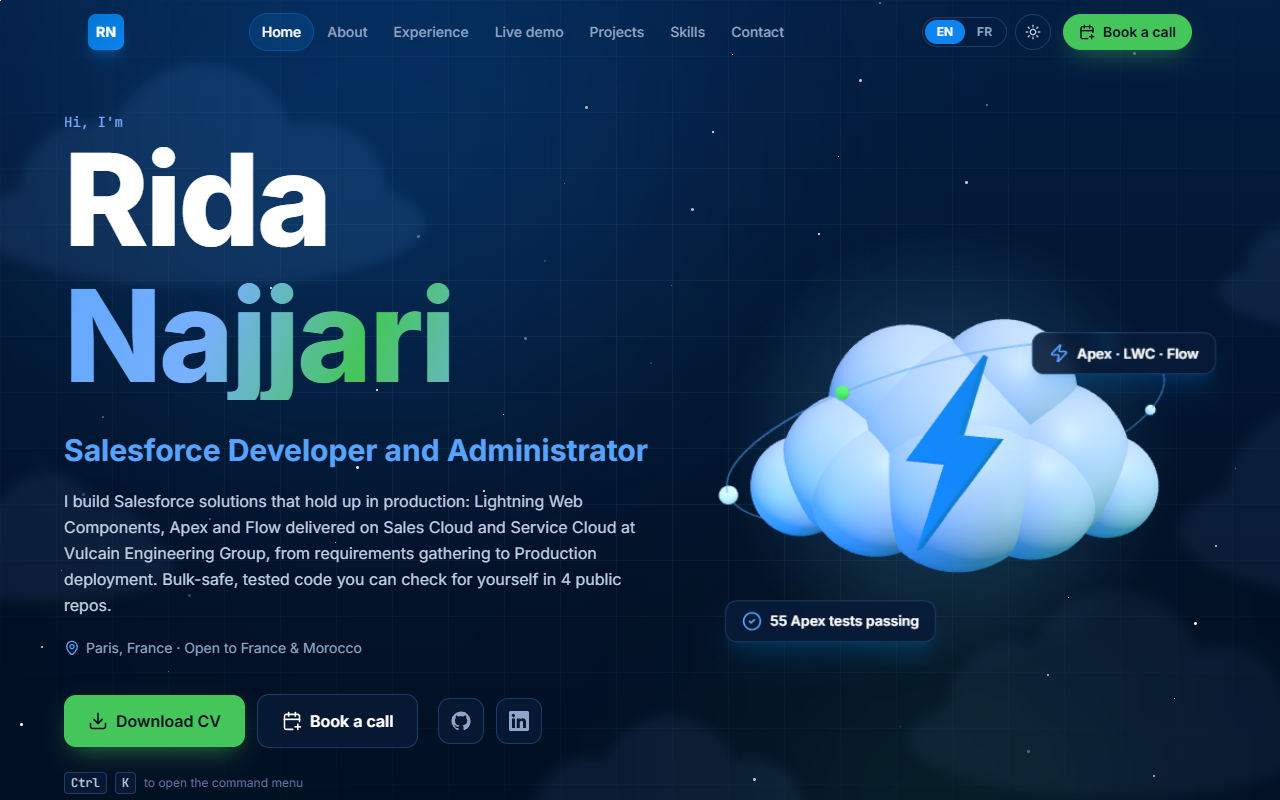 RN
Home
About
Experience
Live demo
Projects
Skills
Contact
EN
FR
Book a call
Hi, I'm
Rida
Najjari
Salesforce Developer and Administrator
I build Salesforce solutions that hold up in production: Lightning Web
Components, Apex and Flow delivered on Sales Cloud and Service Cloud at
Vulcain Engineering Group, from requirements gathering to Production
deployment. Bulk-safe, tested code you can check for yourself in 4 public
repos.
Paris, France · Open to France & Morocco
Download CV
Book a call
Ctrl K to open the command menu
Apex · LWC · Flow
55 Apex tests passing